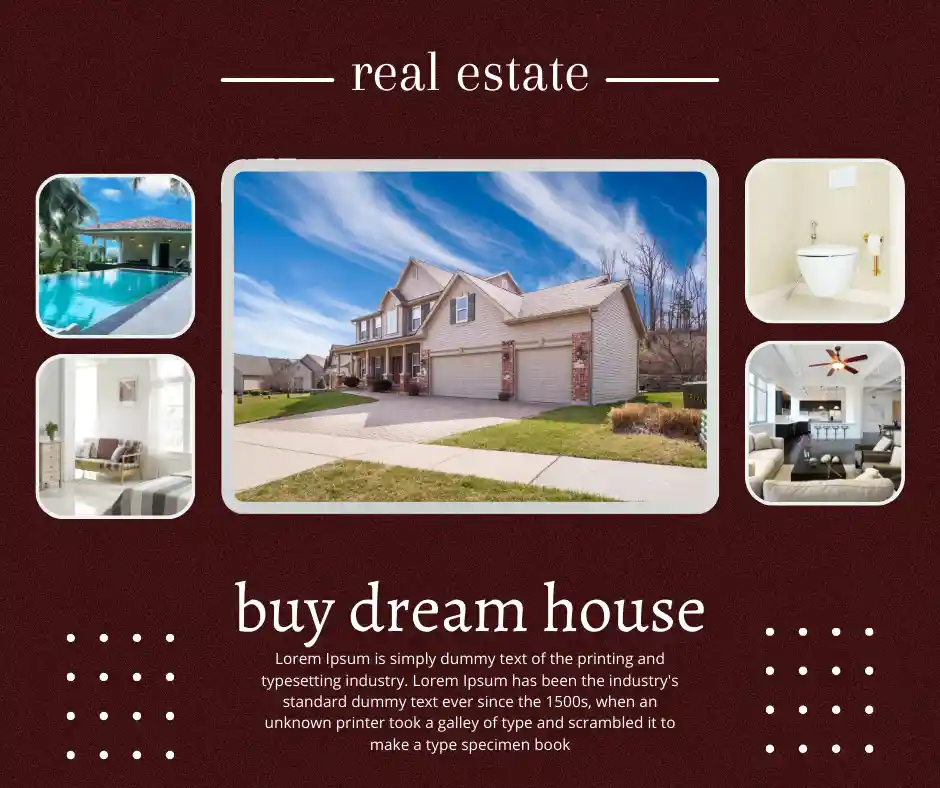 real estate
buy dream house
Lorem Ipsum is simply dummy text of the printing and
typesetting industry. Lorem Ipsum has been the industry's
standard dummy text ever since the 1500s, when an
unknown printer took a galley of type and scrambled it to
make a type specimen book